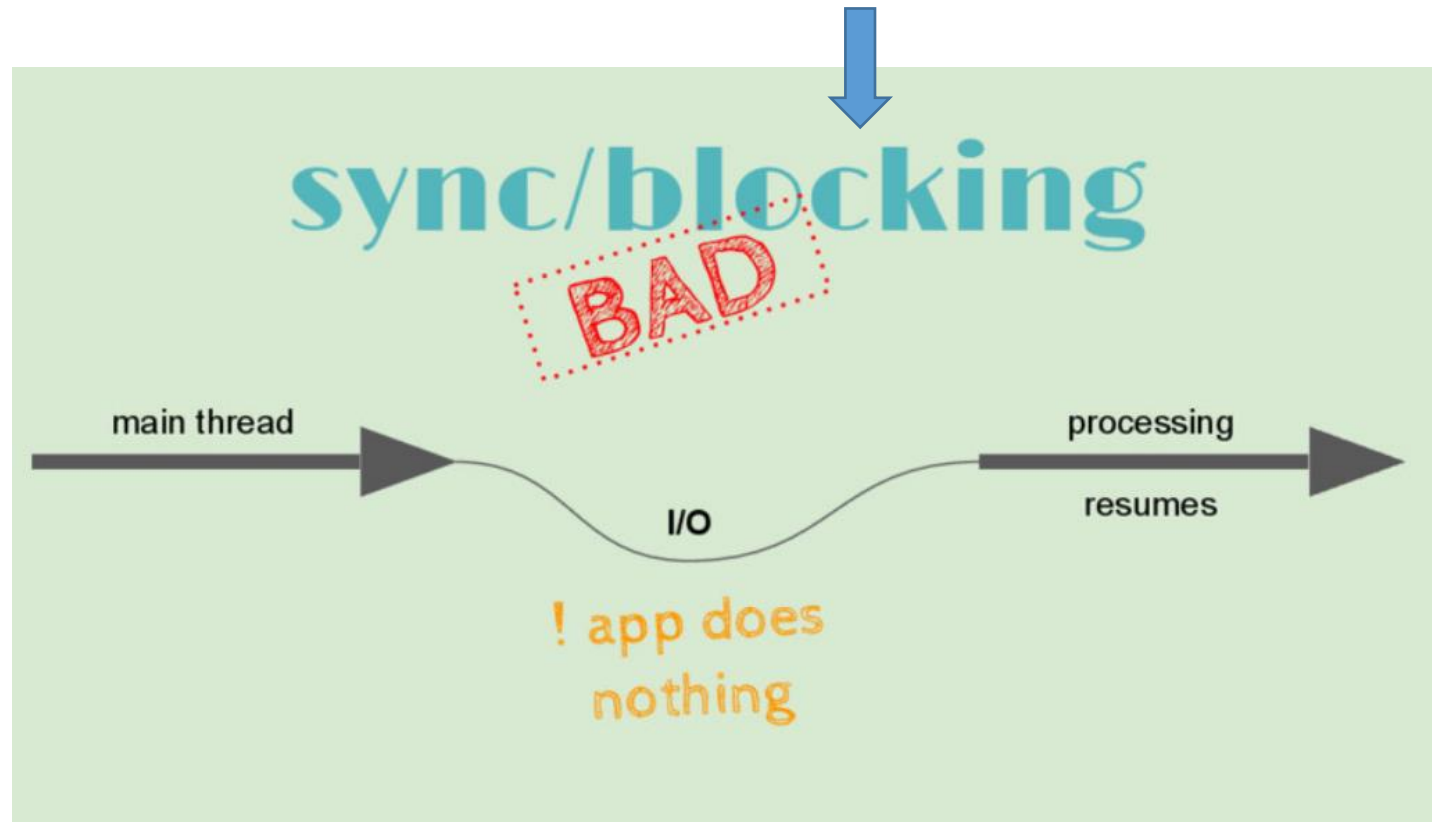 sync/blocking
BAD
main thread
processing
I/O
resumes
! app does
nothing